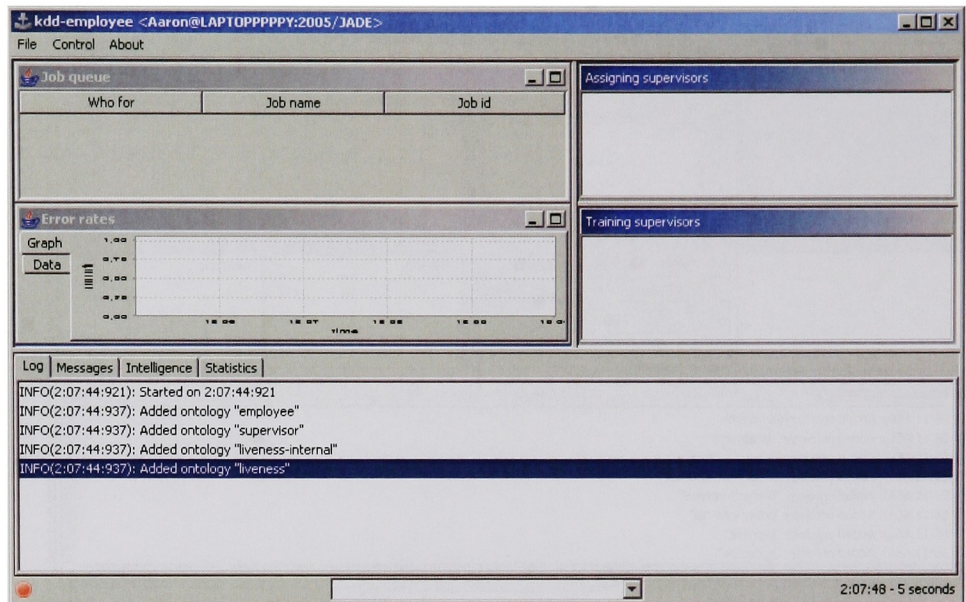 kdd-employee <Aaron@LAPTOPPPPPY:2005/JADE>
File Control About
Job queue
Who for Job name Job id
Assigning supervisors
Error rates
Graph
Data
1,00
0,00
Time
Training supervisors
Log Messages Intelligence Statistics
INFO(2:07:44:921): Started on 2:07:44:921
INFO(2:07:44:937): Added ontology "employee"
INFO(2:07:44:937): Added ontology "supervisor"
INFO(2:07:44:937): Added ontology "liveness-internal"
INFO(2:07:44:937): Added ontology "liveness"
2:07:48 - 5 seconds